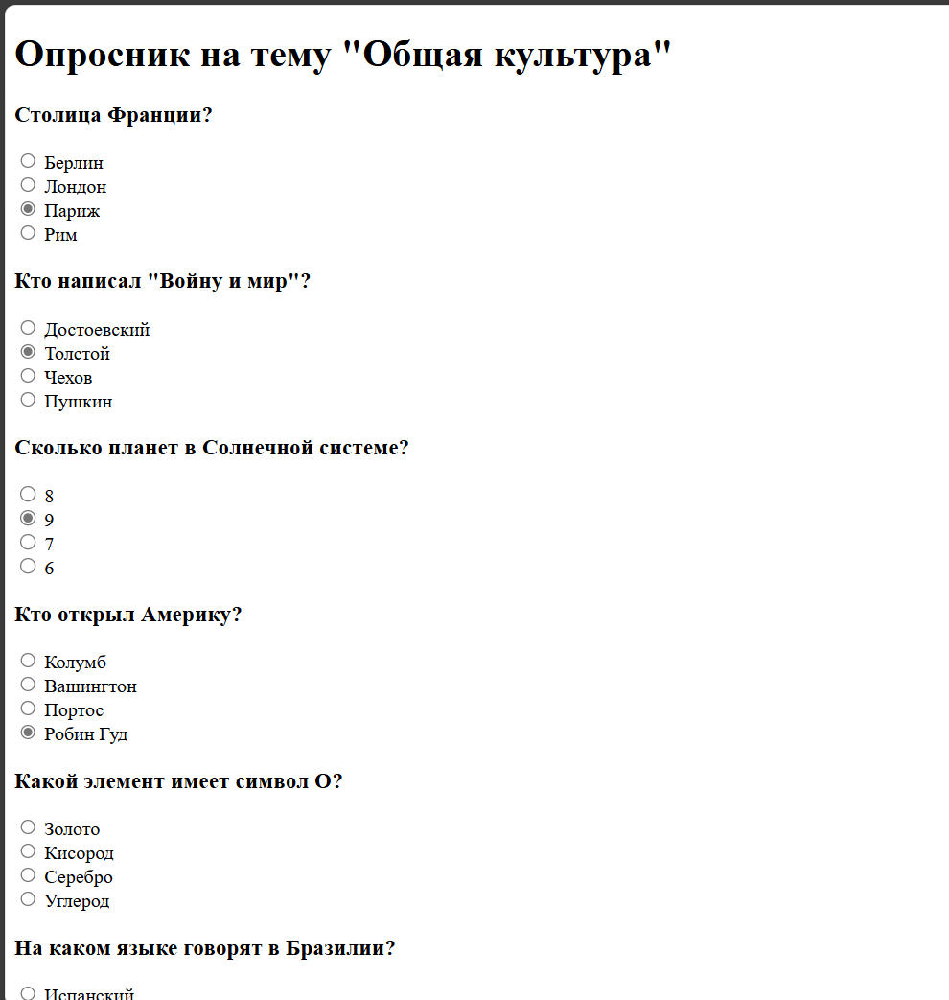 Опросник на тему "Общая культура"
Столица Франции?
Берлин
Лондон
Париж
Рим
Кто написал "Войну и мир"?
Достоевский
Толстой
Чехов
Пушкин
Сколько планет в Солнечной системе?
8
9
7
6
Кто открыл Америку?
Колумб
Вашингтон
Портос
Робин Гуд
Какой элемент имеет символ O?
Золото
Кисород
Серебро
Углерод
На каком языке говорят в Бразилии?
Испанский